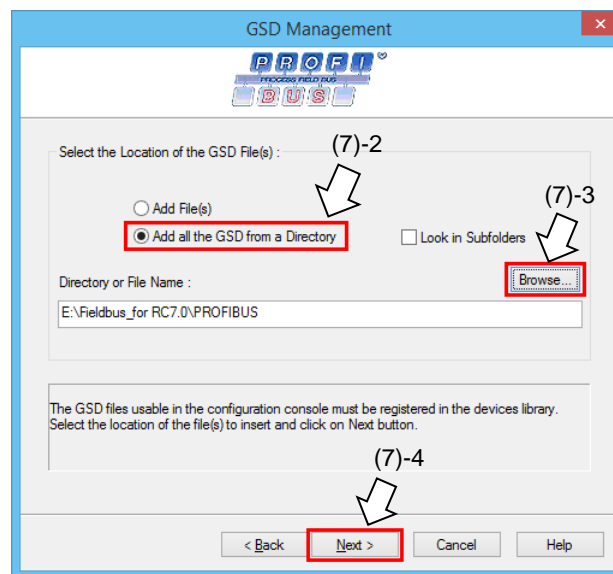 GSD Management
PROFI®
PROCESS FIELD BUS
BUS
Select the Location of the GSD File(s) :
(7)-2
Add File(s)
(7)-3
Add all the GSD from a Directory
Look in Subfolders
Directory or File Name :
Browse...
E:\Fieldbus_for RC7.0\PROFIBUS
The GSD files usable in the configuration console must be registered in the devices library.
Select the location of the file(s) to insert and click on Next button.
(7)-4
< Back
Next >
Cancel
Help